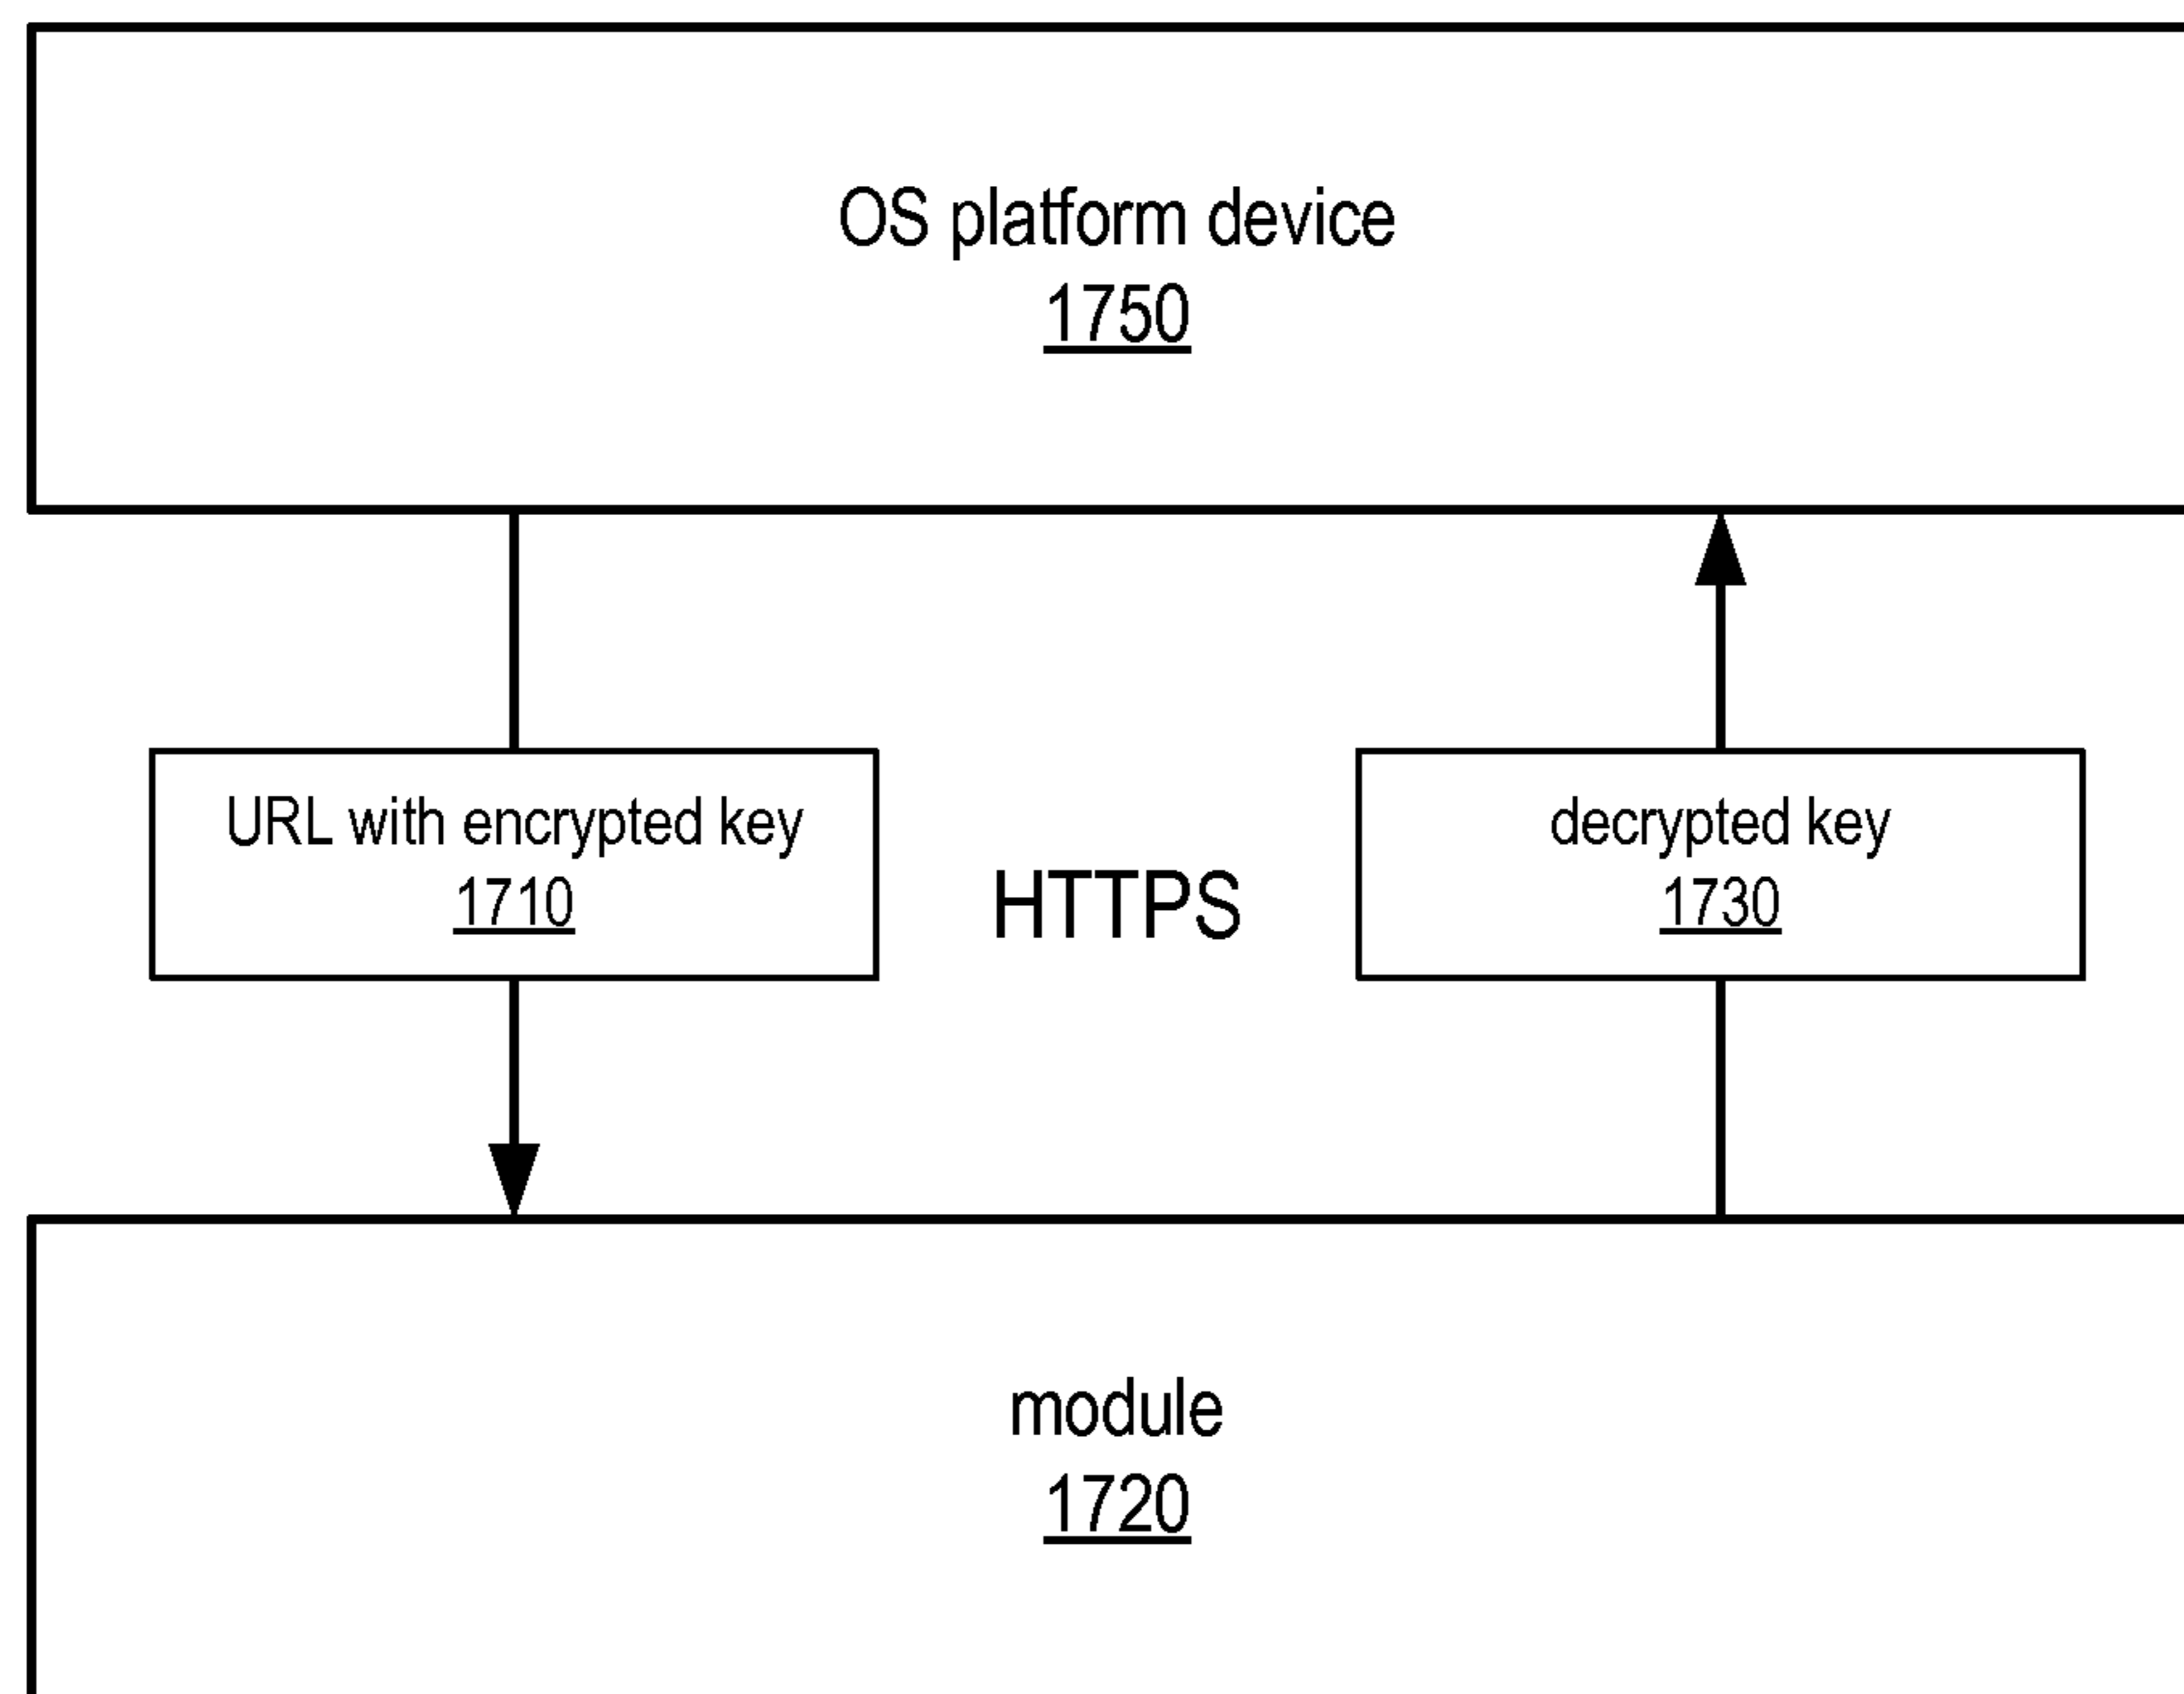 OS platform device
1750
URL with encrypted key
1710
HTTPS
decrypted key
1730
module
1720